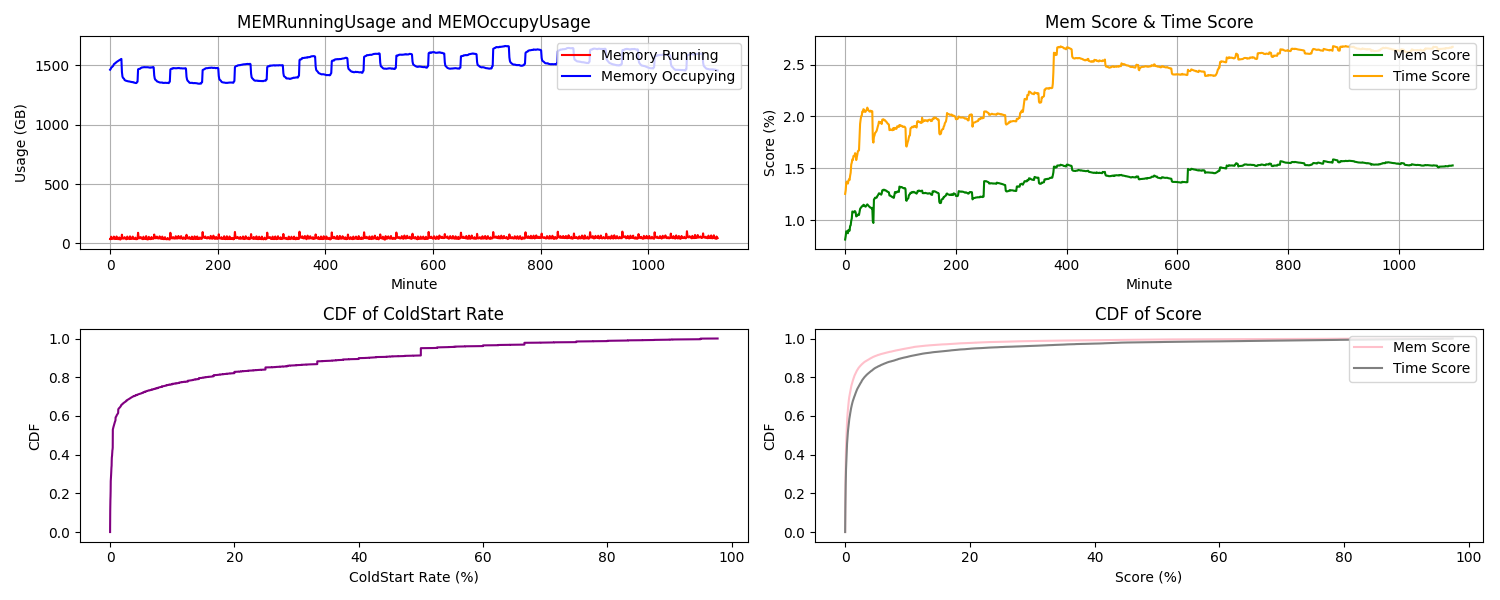 MEMRunningUsage and MEMOccupyUsage
Usage (GB)
1500
1000
500
0
Memory Running
Memory Occupying
0 200 400 600 800 1000
Minute
Mem Score & Time Score
Score (%)
2.5
2.0
1.5
1.0
Mem Score
Time Score
0 200 400 600 800 1000
Minute
CDF of ColdStart Rate
CDF
1.0
0.8
0.6
0.4
0.2
0.0
0 20 40 60 80 100
ColdStart Rate (%)
CDF of Score
CDF
1.0
0.8
0.6
0.4
0.2
0.0
Mem Score
Time Score
0 20 40 60 80 100
Score (%)